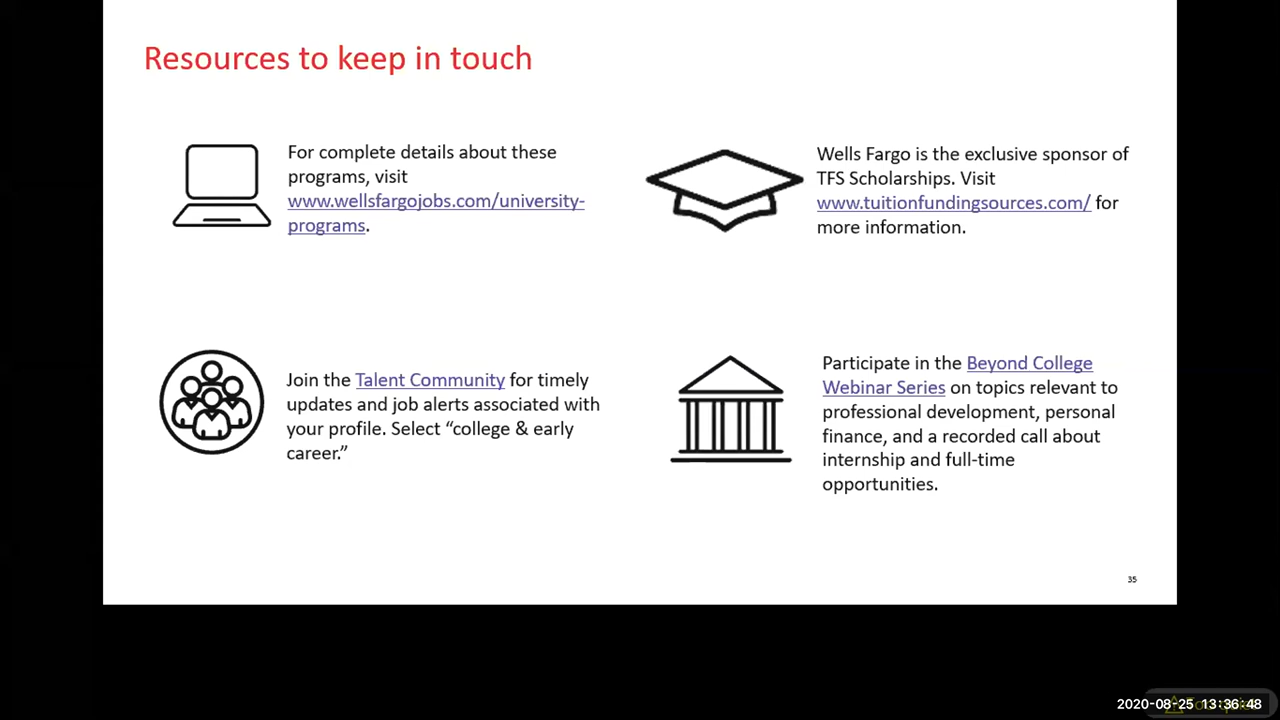 Resources to keep in touch
For complete details about these
programs, visit
www.wellsfargojobs.com/university-
programs.
Wells Fargo is the exclusive sponsor of
TFS Scholarships. Visit
www.tuitionfundingsources.com/ for
more information.
Join the Talent Community for timely
updates and job alerts associated with
your profile. Select “college & early
career.”
Participate in the Beyond College
Webinar Series on topics relevant to
professional development, personal
finance, and a recorded call about
internship and full-time
opportunities.
35
2020-08-25 13:36:48